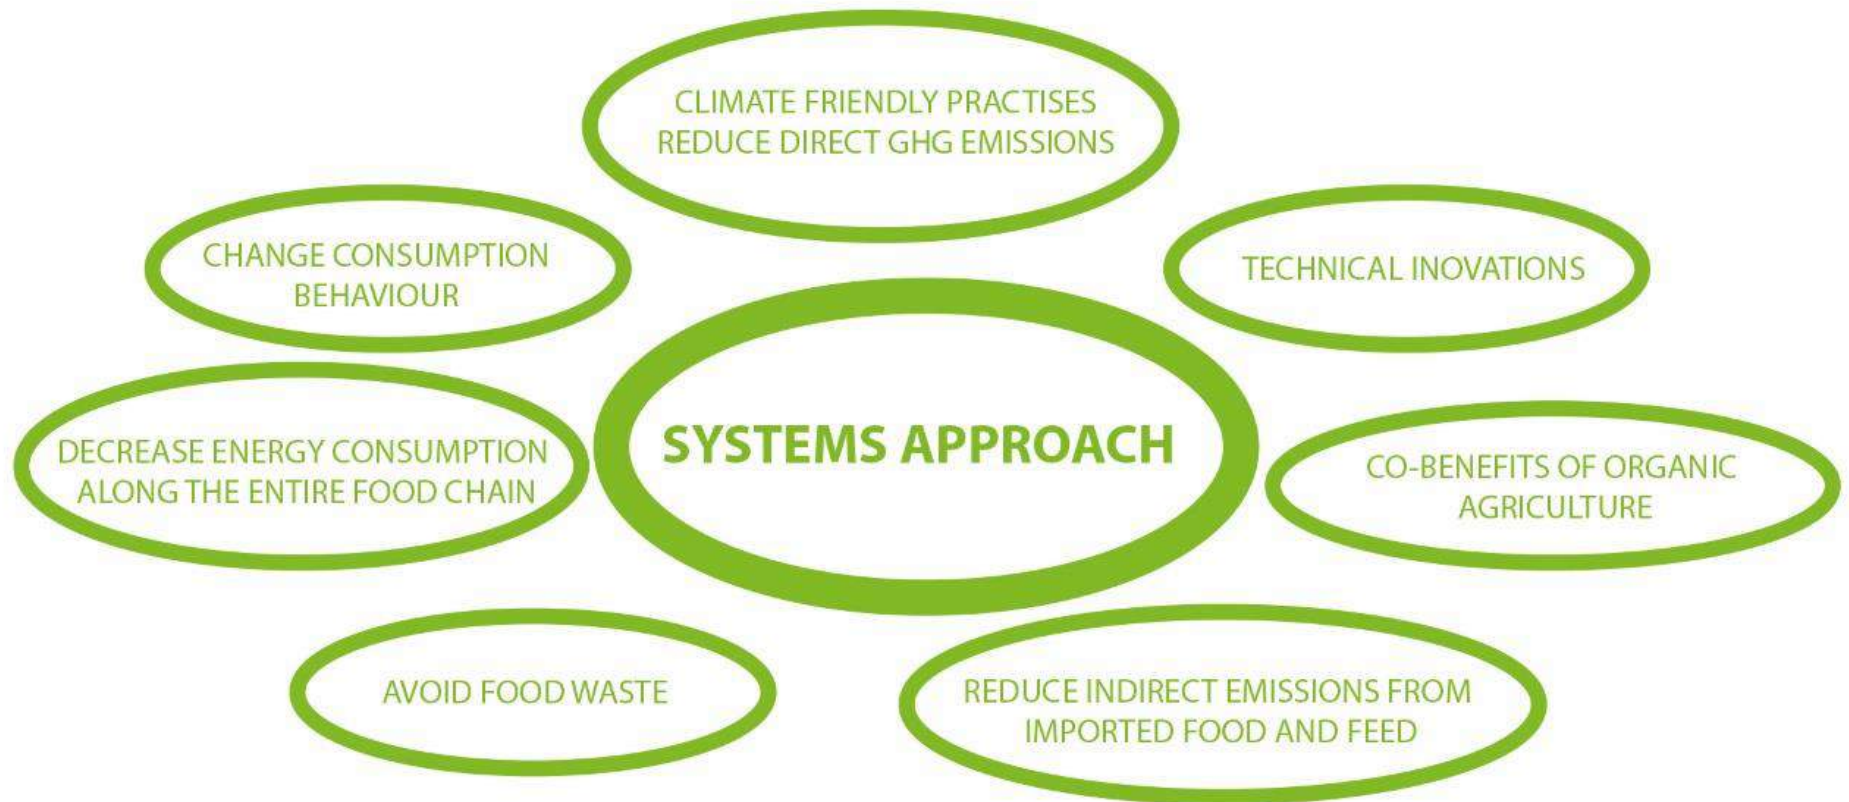 CLIMATE FRIENDLY PRACTISES
REDUCE DIRECT GHG EMISSIONS
CHANGE CONSUMPTION
BEHAVIOUR
TECHNICAL INOVATIONS
SYSTEMS APPROACH
DECREASE ENERGY CONSUMPTION
ALONG THE ENTIRE FOOD CHAIN
CO-BENEFITS OF ORGANIC
AGRICULTURE
AVOID FOOD WASTE
REDUCE INDIRECT EMISSIONS FROM
IMPORTED FOOD AND FEED